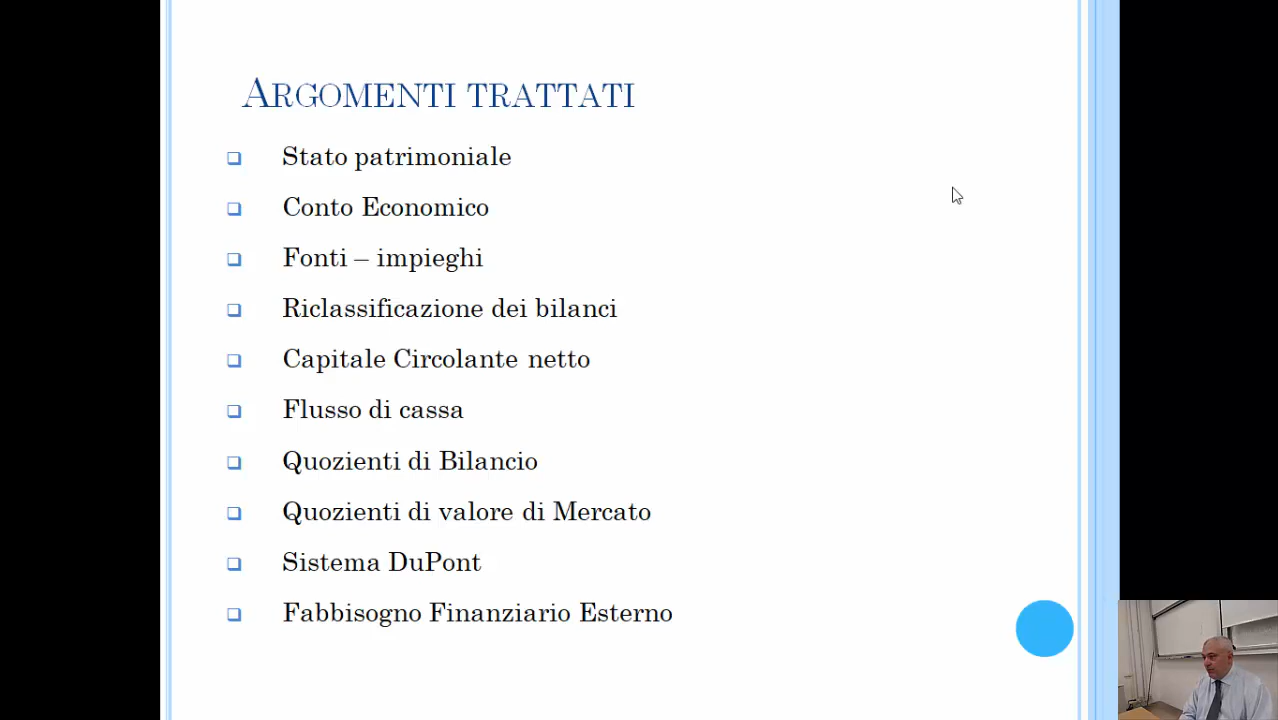 ARGOMENTI TRATTATI
Stato patrimoniale
Conto Economico
Fonti – impieghi
Riclassificazione dei bilanci
Capitale Circolante netto
Flusso di cassa
Quozienti di Bilancio
Quozienti di valore di Mercato
Sistema DuPont
Fabbisogno Finanziario Esterno